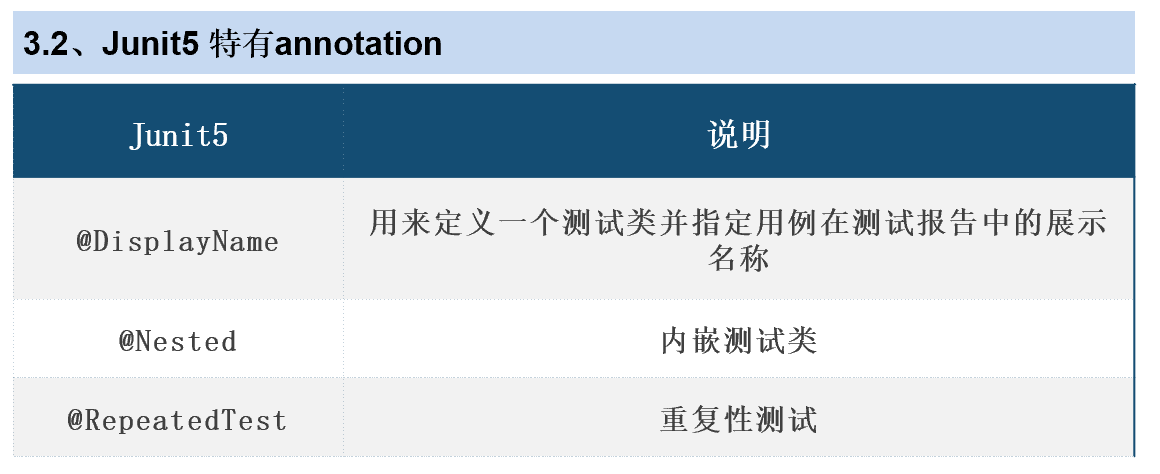 3.2、Junit5 特有annotation
Junit5
说明
@DisplayName
用来定义一个测试类并指定用例在测试报告中的展示
名称
@Nested
内嵌测试类
@RepeatedTest
重复性测试